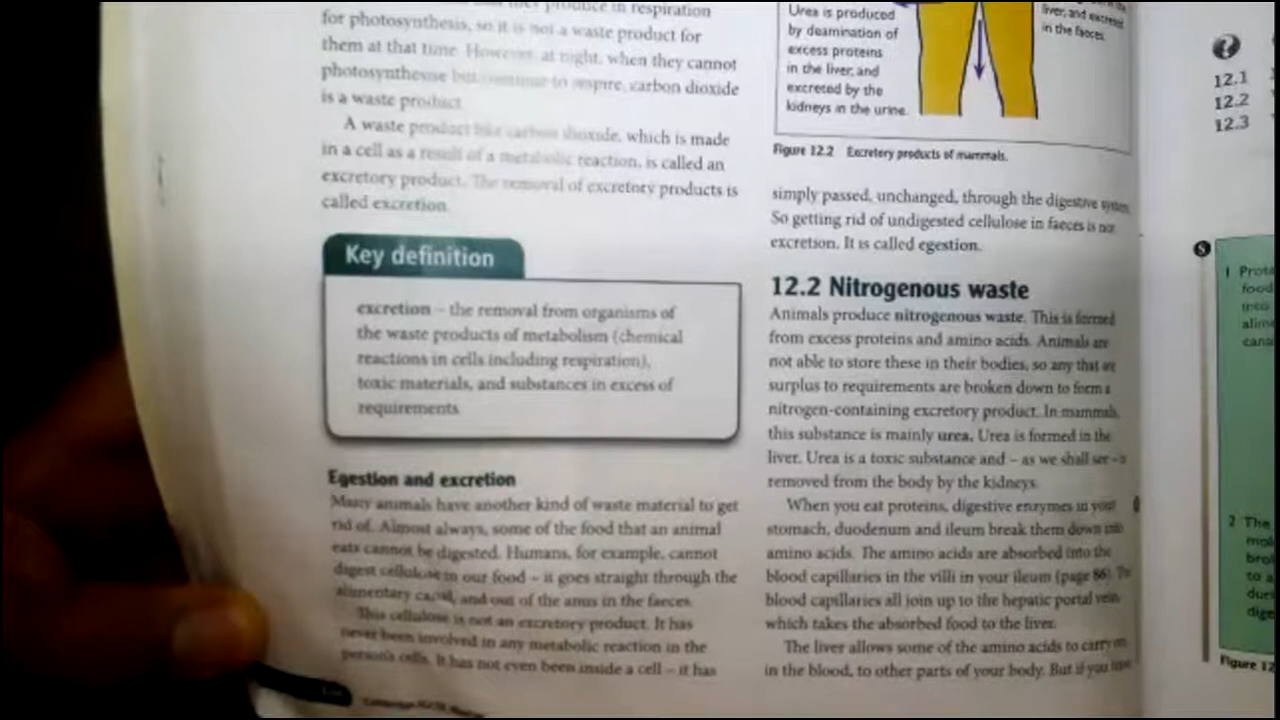 produce in respiration
for photosynthesis, so it is not a waste product for
them at that time. However, at night, when they cannot
photosynthesise but continue to respire, carbon dioxide
is a waste product.
A waste product like carbon dioxide, which is made
in a cell as a result of a metabolic reaction, is called an
excretory product. The removal of excretory products is
called excretion.
Key definition
excretion – the removal from organisms of
the waste products of metabolism (chemical
reactions in cells including respiration),
toxic materials, and substances in excess of
requirements
Egestion and excretion
Many animals have another kind of waste material to get
rid of. Almost always, some of the food that an animal
eats cannot be digested. Humans, for example, cannot
digest cellulose in our food – it goes straight through the
alimentary canal, and out of the anus in the faeces.
This cellulose is not an excretory product. It has
never been involved in any metabolic reaction in the
person's cells. It has not even been inside a cell – it has
Urea is produced
by deamination of
excess proteins
in the liver, and
excreted by the
kidneys in the urine.
liver, and excreted
in the faeces.
Figure 12.2 Excretory products of mammals.
simply passed, unchanged, through the digestive system.
So getting rid of undigested cellulose in faeces is not
excretion. It is called egestion.
12.2 Nitrogenous waste
Animals produce nitrogenous waste. This is formed
from excess proteins and amino acids. Animals are
not able to store these in their bodies, so any that are
surplus to requirements are broken down to form a
nitrogen-containing excretory product. In mammals,
this substance is mainly urea. Urea is formed in the
liver. Urea is a toxic substance and – as we shall see – is
removed from the body by the kidneys.
When you eat proteins, digestive enzymes in your
stomach, duodenum and ileum break them down into
amino acids. The amino acids are absorbed into the
blood capillaries in the villi in your ileum (page 86). The
blood capillaries all join up to the hepatic portal vein
which takes the absorbed food to the liver.
The liver allows some of the amino acids to carry on
in the blood, to other parts of your body. But if you have
?
12.1
12.2
12.3
S
1 Prote
food
into
alime
cana
2 The
mol
bro
to a
duri
dige
Figure 12